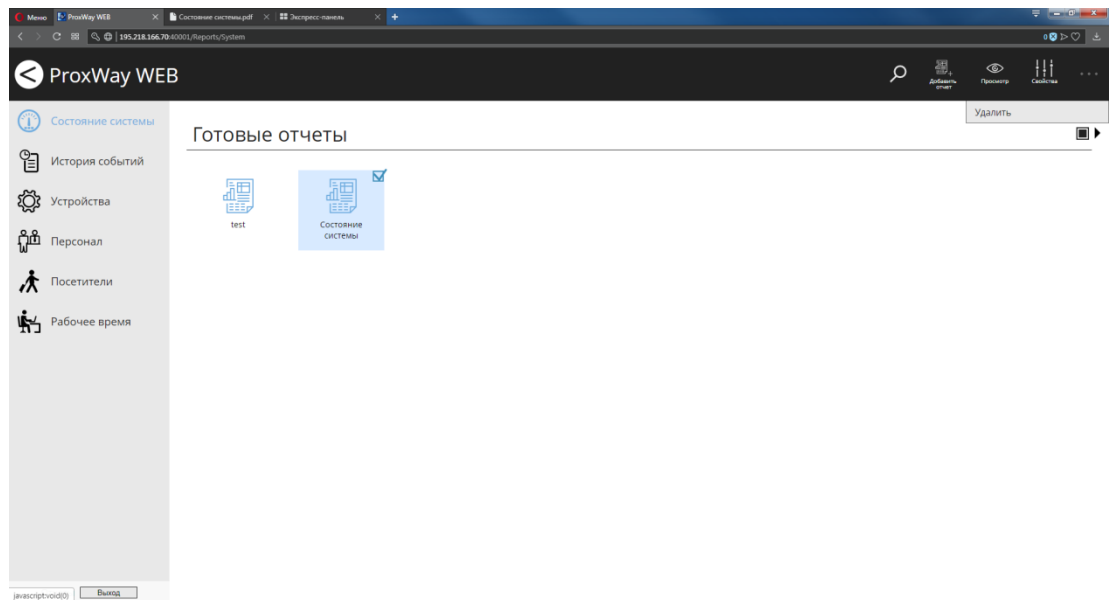 Меню
ProxWay WEB
Состояние системы.pdf
Экспресс-панель
195.218.166.70:40001/Reports/System
0
ProxWay WEB
Добавить
отчет
Просмотр
Свойства
Удалить
Состояние системы
История событий
Устройства
Персонал
Посетители
Рабочее время
Готовые отчеты
test
Состояние
системы
javascript:void(0)
Выход